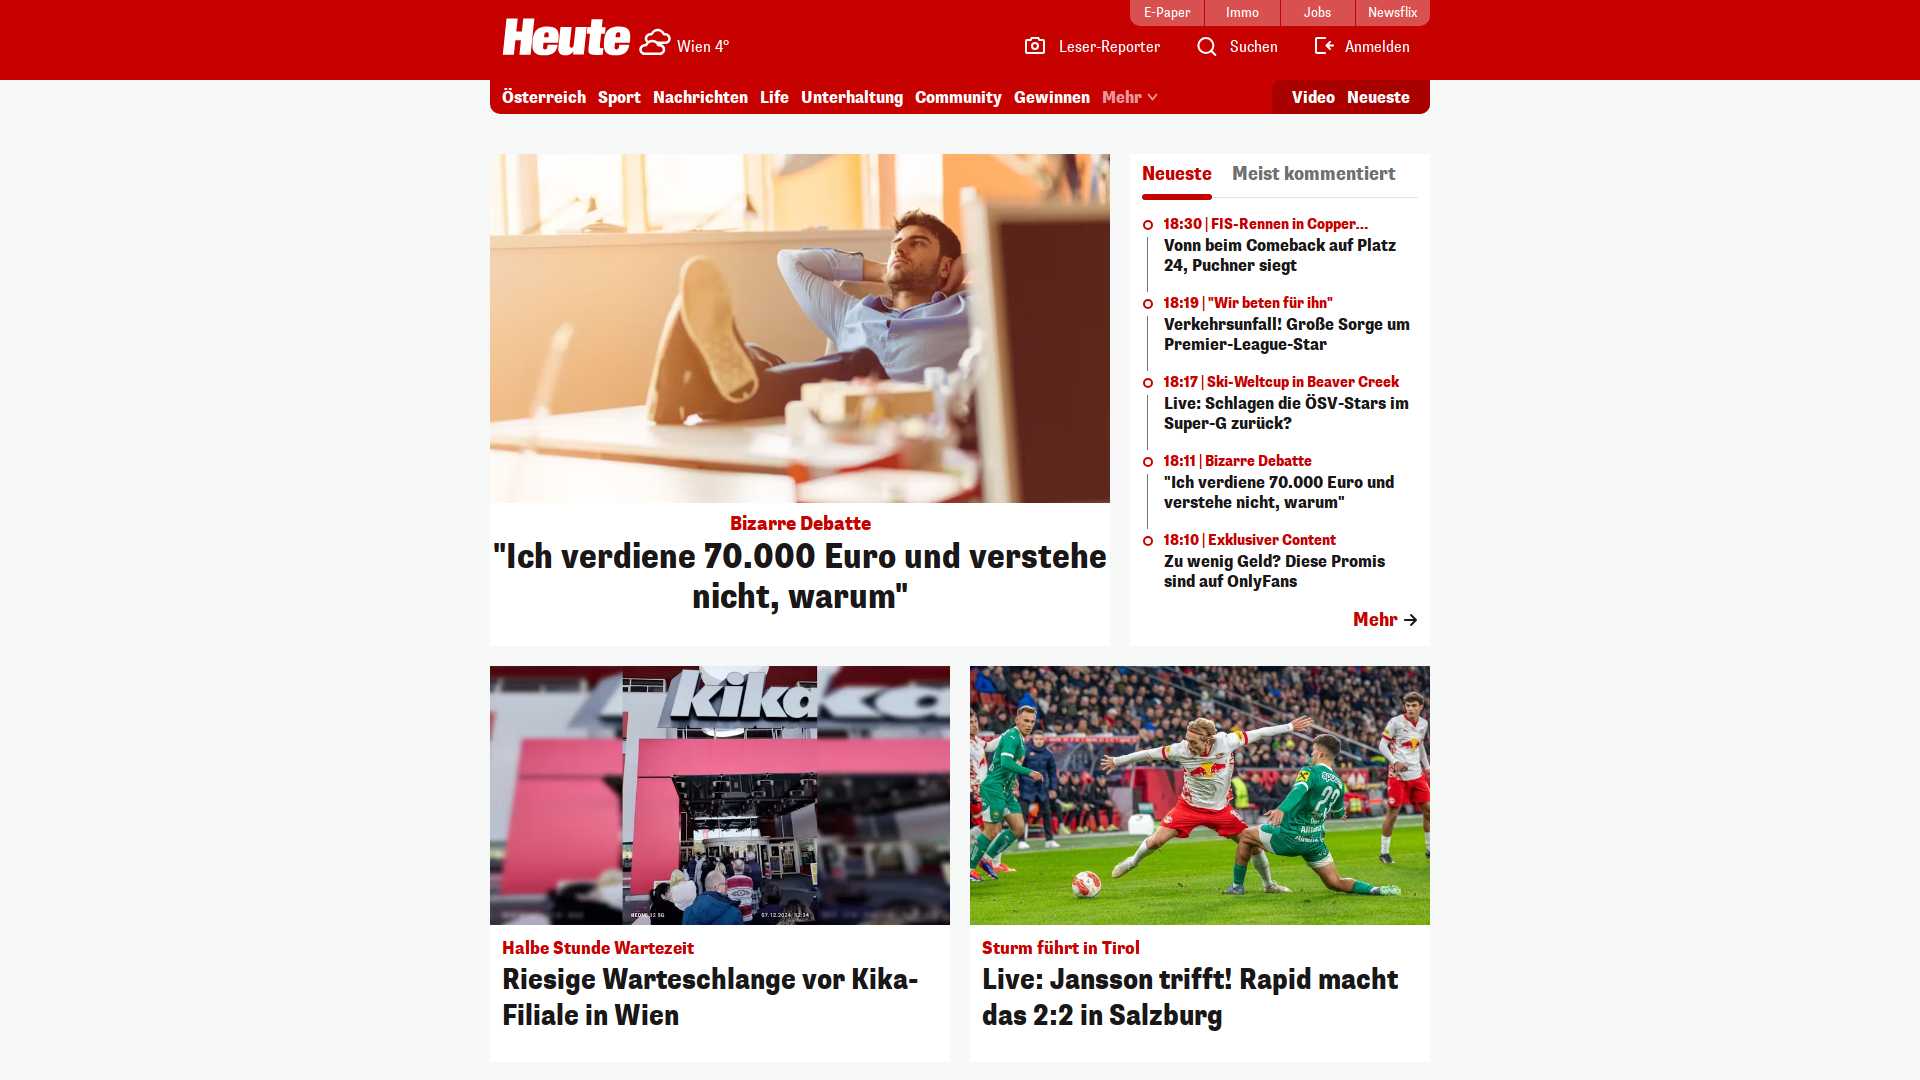 E-Paper
Immo
Jobs
Newsflix
Heute
Wien 4°
Leser-Reporter
Suchen
Anmelden
Österreich
Sport
Nachrichten
Life
Unterhaltung
Community
Gewinnen
Mehr
Video
Neueste
Bizarre Debatte
"Ich verdiene 70.000 Euro und verstehe
nicht, warum"
Neueste
Meist kommentiert
18:30 | FIS-Rennen in Copper...
Vonn beim Comeback auf Platz
24, Puchner siegt
18:19 | "Wir beten für ihn"
Verkehrsunfall! Große Sorge um
Premier-League-Star
18:17 | Ski-Weltcup in Beaver Creek
Live: Schlagen die ÖSV-Stars im
Super-G zurück?
18:11 | Bizarre Debatte
"Ich verdiene 70.000 Euro und
verstehe nicht, warum"
18:10 | Exklusiver Content
Zu wenig Geld? Diese Promis
sind auf OnlyFans
Mehr
kika
Halbe Stunde Wartezeit
Riesige Warteschlange vor Kika-
Filiale in Wien
23
Sturm führt in Tirol
Live: Jansson trifft! Rapid macht
das 2:2 in Salzburg